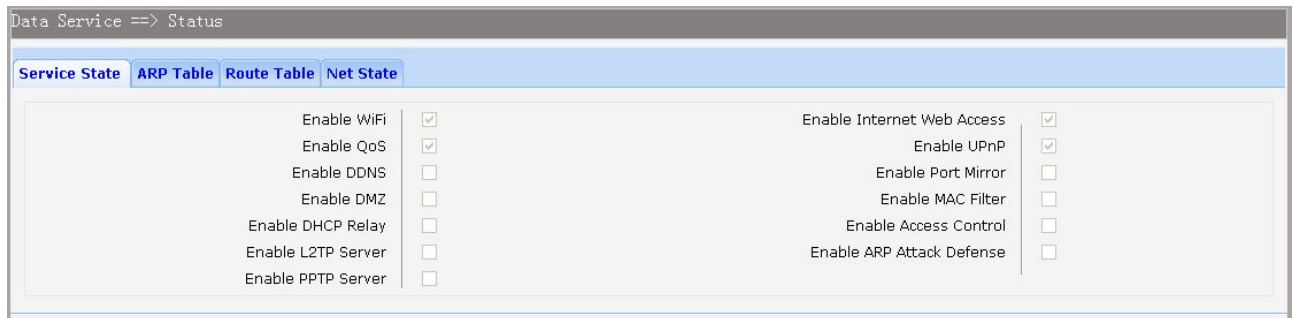 Data Service ==> Status
Service State ARP Table Route Table Net State
Enable WiFi Enable Internet Web Access
Enable QoS Enable UPnP
Enable DDNS Enable Port Mirror
Enable DMZ Enable MAC Filter
Enable DHCP Relay Enable Access Control
Enable L2TP Server Enable ARP Attack Defense
Enable PPTP Server